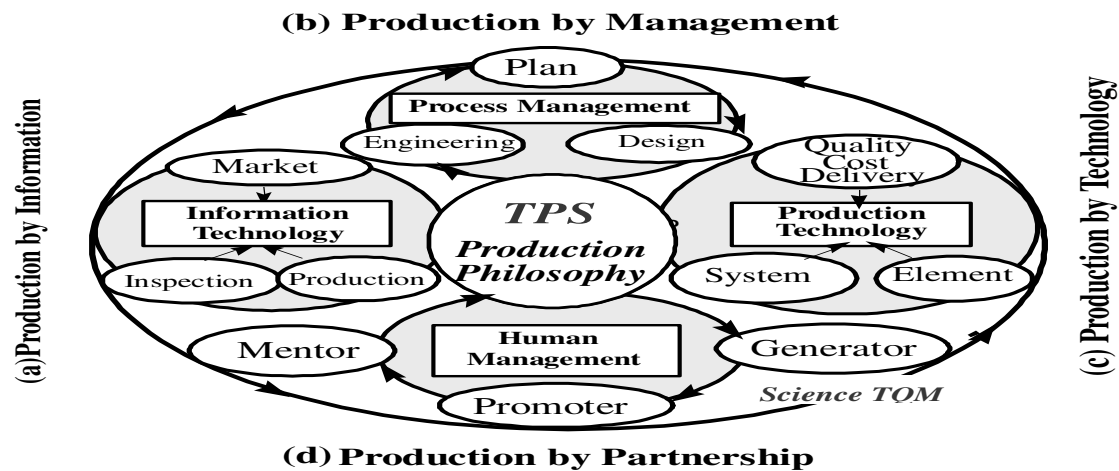 (b) Production by Management
(a)Production by Information
(c) Production by Technology
Plan
Process Management
Engineering
Design
Market
Information
Technology
Inspection
Production
Quality
Cost
Delivery
Production
Technology
System
Element
TPS
Production
Philosophy
Human
Management
Mentor
Generator
Promoter
Science TQM
(d) Production by Partnership